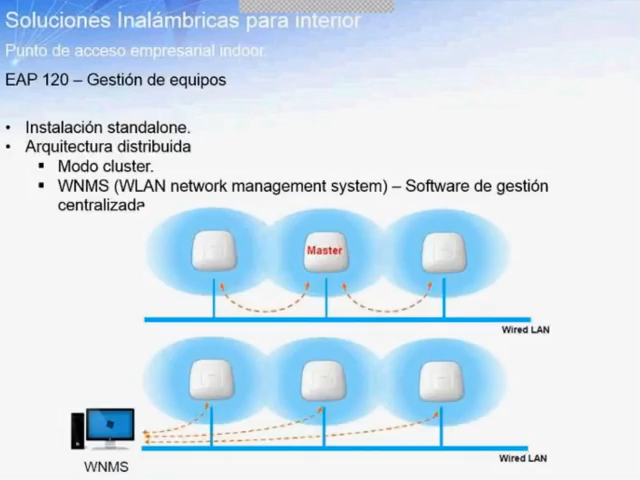 Soluciones Inalámbricas para interior
Punto de acceso empresarial indoor.
EAP 120 – Gestión de equipos
• Instalación standalone.
• Arquitectura distribuida
▪ Modo cluster.
▪ WNMS (WLAN network management system) – Software de gestión
centralizada
Master
Wired LAN
WNMS
Wired LAN